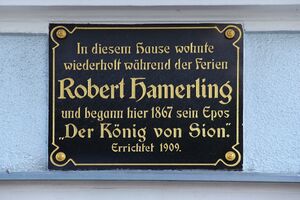 In diesem Hause wohnte
wiederholt während der Ferien
Robert Hamerling
und begann hier 1867 sein Epos
„Der König von Sion.“
Errichtet 1909.